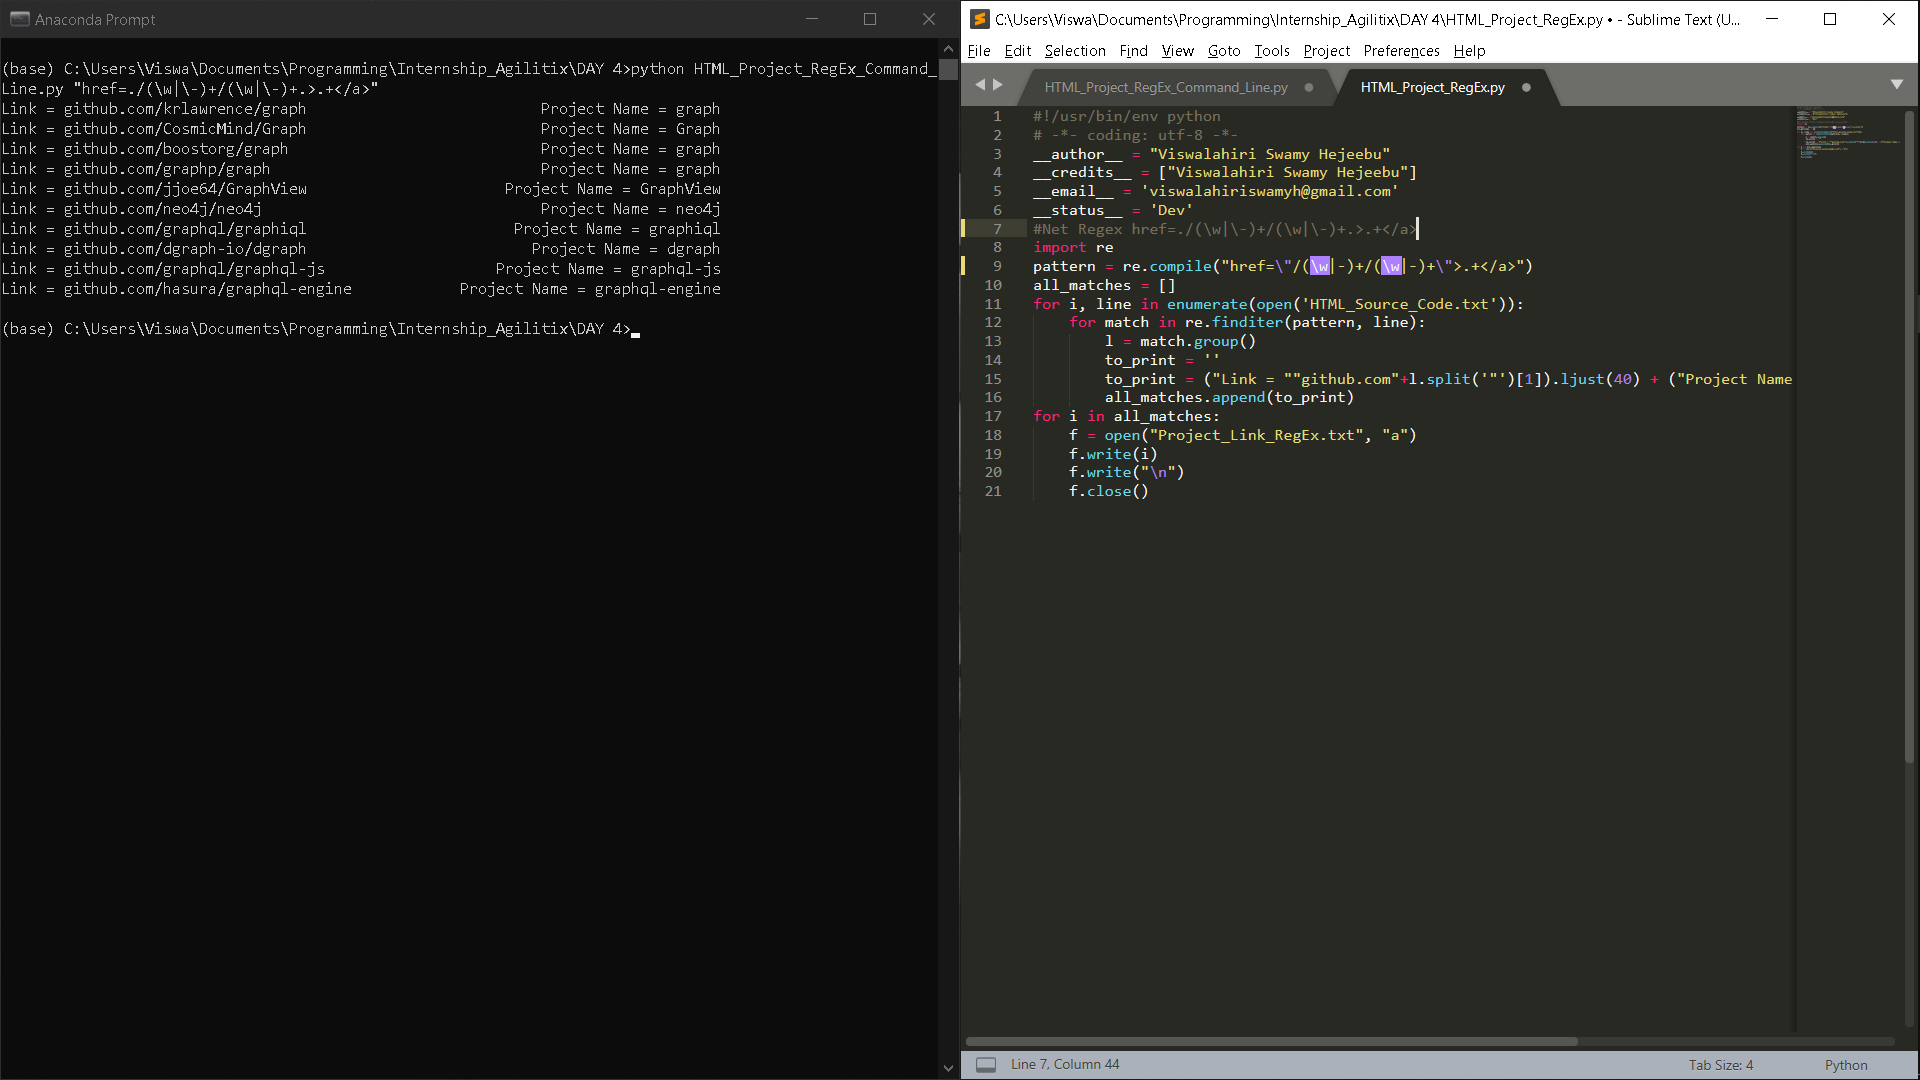 Anaconda Prompt
(base) C:\Users\Viswa\Documents\Programming\Internship_Agilitix\DAY 4>python HTML_Project_RegEx_Command_
Line.py "href=./(\w|\-)+/(\w|\-)+.>.+</a>"
Link = github.com/krlawrence/graph Project Name = graph
Link = github.com/CosmicMind/Graph Project Name = Graph
Link = github.com/boostorg/graph Project Name = graph
Link = github.com/graphp/graph Project Name = graph
Link = github.com/jjoe64/GraphView Project Name = GraphView
Link = github.com/neo4j/neo4j Project Name = neo4j
Link = github.com/graphql/graphiql Project Name = graphiql
Link = github.com/dgraph-io/dgraph Project Name = dgraph
Link = github.com/graphql/graphql-js Project Name = graphql-js
Link = github.com/hasura/graphql-engine Project Name = graphql-engine
(base) C:\Users\Viswa\Documents\Programming\Internship_Agilitix\DAY 4>
C:\Users\Viswa\Documents\Programming\Internship_Agilitix\DAY 4\HTML_Project_RegEx.py • - Sublime Text (U...
File Edit Selection Find View Goto Tools Project Preferences Help
HTML_Project_RegEx_Command_Line.py HTML_Project_RegEx.py
1 #!/usr/bin/env python
2 # -*- coding: utf-8 -*-
3 __author__ = "Viswalahiri Swamy Hejeebu"
4 __credits__ = ["Viswalahiri Swamy Hejeebu"]
5 __email__ = 'viswalahiriswamyh@gmail.com'
6 __status__ = 'Dev'
7 #Net Regex href=./(\w|\-)+/(\w|\-)+.>.+</a>
8 import re
9 pattern = re.compile("href=\"/(\w|-)+/(\w|-)+\">.+</a>")
10 all_matches = []
11 for i, line in enumerate(open('HTML_Source_Code.txt')):
12     for match in re.finditer(pattern, line):
13         l = match.group()
14         to_print = ''
15         to_print = ("Link = ""github.com"+l.split('"')[1]).ljust(40) + ("Project Name
16         all_matches.append(to_print)
17 for i in all_matches:
18     f = open("Project_Link_RegEx.txt", "a")
19     f.write(i)
20     f.write("\n")
21     f.close()
Line 7, Column 44 Tab Size: 4 Python